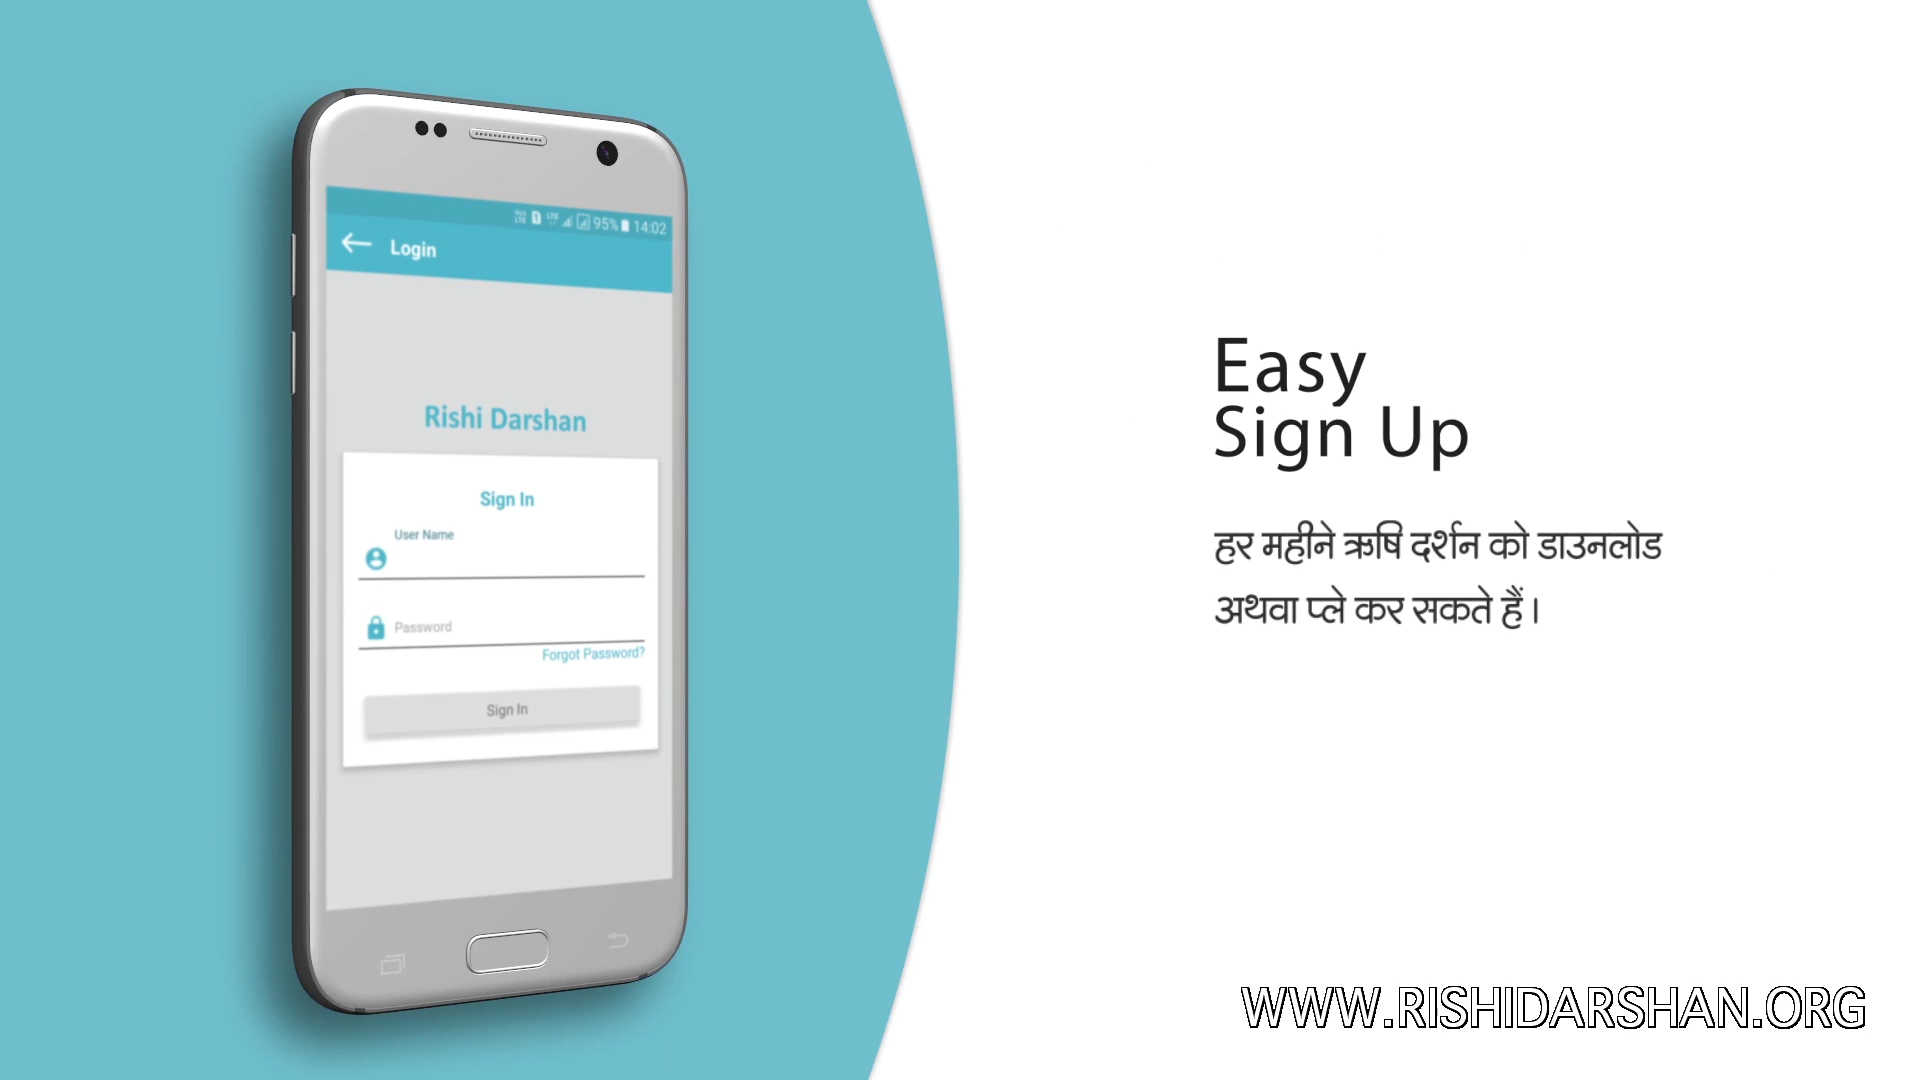 95% 14:02
Login
Rishi Darshan
Sign In
User Name
Password
Forgot Password?
Sign In
Easy
Sign Up
हर महीने ऋषि दर्शन को डाउनलोड
अथवा प्ले कर सकते हैं।
WWW.RISHIDARSHAN.ORG